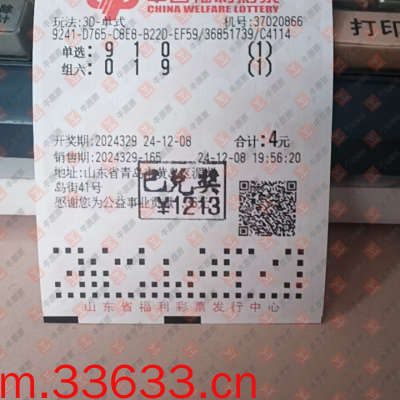 中国福利彩票
CHINA WELFARE LOTTERY
打印
玩法:3D-单式 机号:37020866
9241-D765-C8E8-B22D-EF59/36851739/C4114
单选:9 1 0 (1)
组六:0 1 9 (1)
开奖期:2024329 24-12-08 合计:4元
销售期:2024329-165 24-12-08 19:56:20
地址:山东省青岛
岛街41号
感谢您为公益事业
已兑奖
¥1213
山东省福利彩票发行中心
m.33633.cn